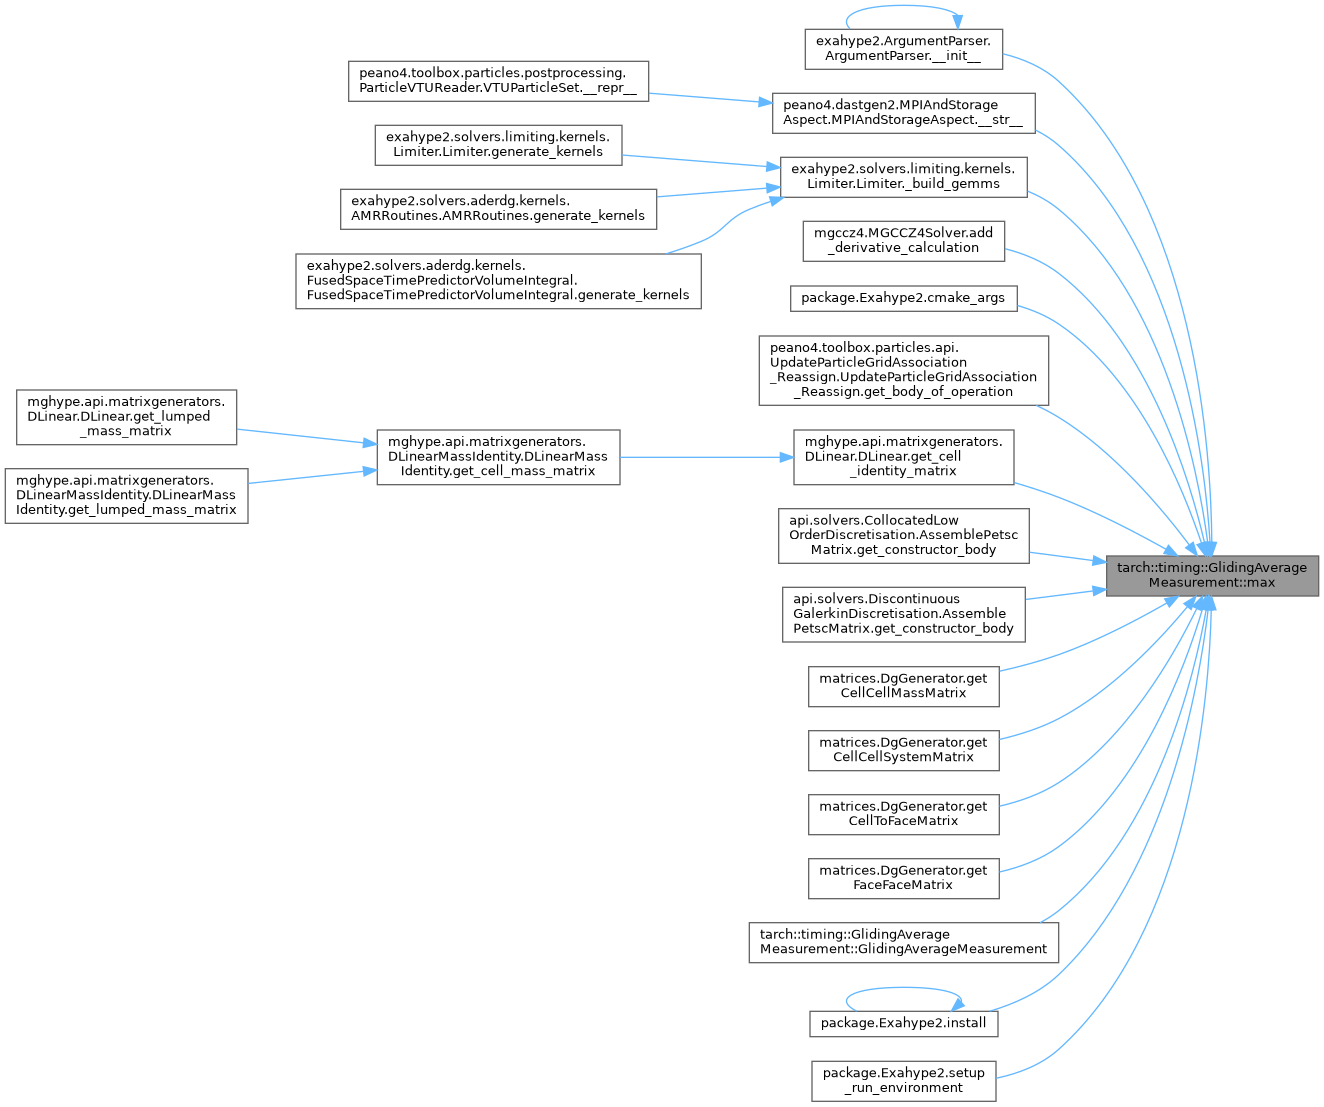 exahype2.ArgumentParser.
ArgumentParser.__init__
peano4.toolbox.particles.postprocessing.
ParticleVTUReader.VTUParticleSet.__repr__
peano4.dastgen2.MPIAndStorage
Aspect.MPIAndStorageAspect.__str__
exahype2.solvers.limiting.kernels.
Limiter.Limiter.generate_kernels
exahype2.solvers.limiting.kernels.
Limiter.Limiter._build_gemms
exahype2.solvers.aderdg.kernels.
AMRRoutines.AMRRoutines.generate_kernels
mgccz4.MGCCZ4Solver.add
_derivative_calculation
exahype2.solvers.aderdg.kernels.
FusedSpaceTimePredictorVolumeIntegral.
FusedSpaceTimePredictorVolumeIntegral.generate_kernels
package.Exahype2.cmake_args
peano4.toolbox.particles.api.
UpdateParticleGridAssociation
_Reassign.UpdateParticleGridAssociation
_Reassign.get_body_of_operation
mghype.api.matrixgenerators.
DLinear.DLinear.get_lumped
_mass_matrix
mghype.api.matrixgenerators.
DLinearMassIdentity.DLinearMass
Identity.get_cell_mass_matrix
mghype.api.matrixgenerators.
DLinear.DLinear.get_cell
_identity_matrix
mghype.api.matrixgenerators.
DLinearMassIdentity.DLinearMass
Identity.get_lumped_mass_matrix
api.solvers.CollocatedLow
OrderDiscretisation.AssemblePetsc
Matrix.get_constructor_body
tarch::timing::GlidingAverage
Measurement::max
api.solvers.Discontinuous
GalerkinDiscretisation.Assemble
PetscMatrix.get_constructor_body
matrices.DgGenerator.get
CellCellMassMatrix
matrices.DgGenerator.get
CellCellSystemMatrix
matrices.DgGenerator.get
CellToFaceMatrix
matrices.DgGenerator.get
FaceFaceMatrix
tarch::timing::GlidingAverage
Measurement::GlidingAverageMeasurement
package.Exahype2.install
package.Exahype2.setup
_run_environment